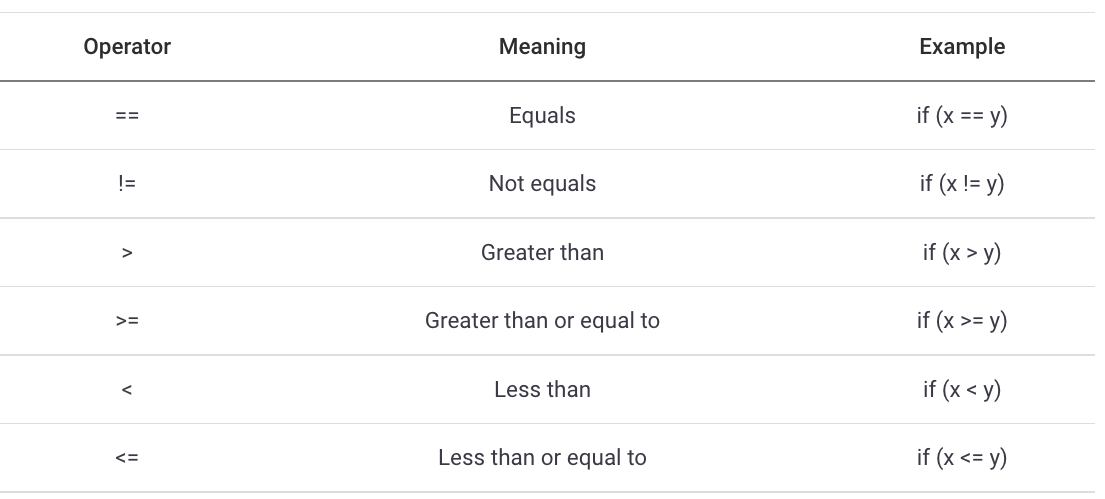 Operator Meaning Example
== Equals if (x == y)
!= Not equals if (x != y)
> Greater than if (x > y)
>= Greater than or equal to if (x >= y)
< Less than if (x < y)
<= Less than or equal to if (x <= y)